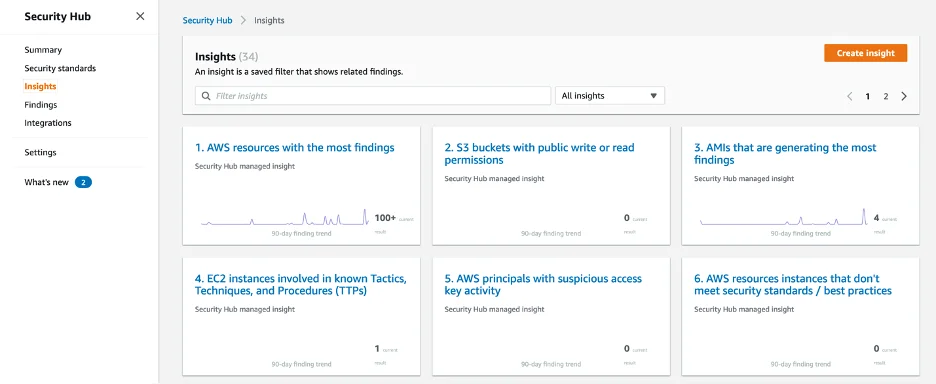 Security Hub
Summary
Security standards
Insights
Findings
Integrations
Settings
What's new 2
Security Hub > Insights
Insights (34)
An insight is a saved filter that shows related findings.
Create insight
Filter insights
All insights
1 2
1. AWS resources with the most findings
Security Hub managed insight
100+ current
result
90-day finding trend
2. S3 buckets with public write or read
permissions
Security Hub managed insight
0 current
result
90-day finding trend
3. AMIs that are generating the most
findings
Security Hub managed insight
4 current
result
90-day finding trend
4. EC2 instances involved in known Tactics,
Techniques, and Procedures (TTPs)
Security Hub managed insight
1 current
result
90-day finding trend
5. AWS principals with suspicious access
key activity
Security Hub managed insight
0 current
result
90-day finding trend
6. AWS resources instances that don't
meet security standards / best practices
Security Hub managed insight
0 current
result
90-day finding trend